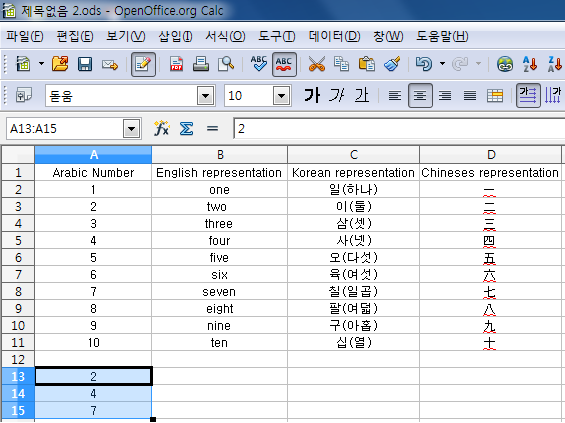 제목없음 2.ods - OpenOffice.org Calc
파일(F) 편집(E) 보기(V) 삽입(I) 서식(O) 도구(T) 데이터(D) 창(W) 도움말(H)
돋움 10 가 가 가
A13:A15 2
A B C D
1 Arabic Number English representation Korean representation Chineses representation
2 1 one 일(하나) 一
3 2 two 이(둘) 二
4 3 three 삼(셋) 三
5 4 four 사(넷) 四
6 5 five 오(다섯) 五
7 6 six 육(여섯) 六
8 7 seven 칠(일곱) 七
9 8 eight 팔(여덟) 八
10 9 nine 구(아홉) 九
11 10 ten 십(열) 十
12
13 2
14 4
15 7